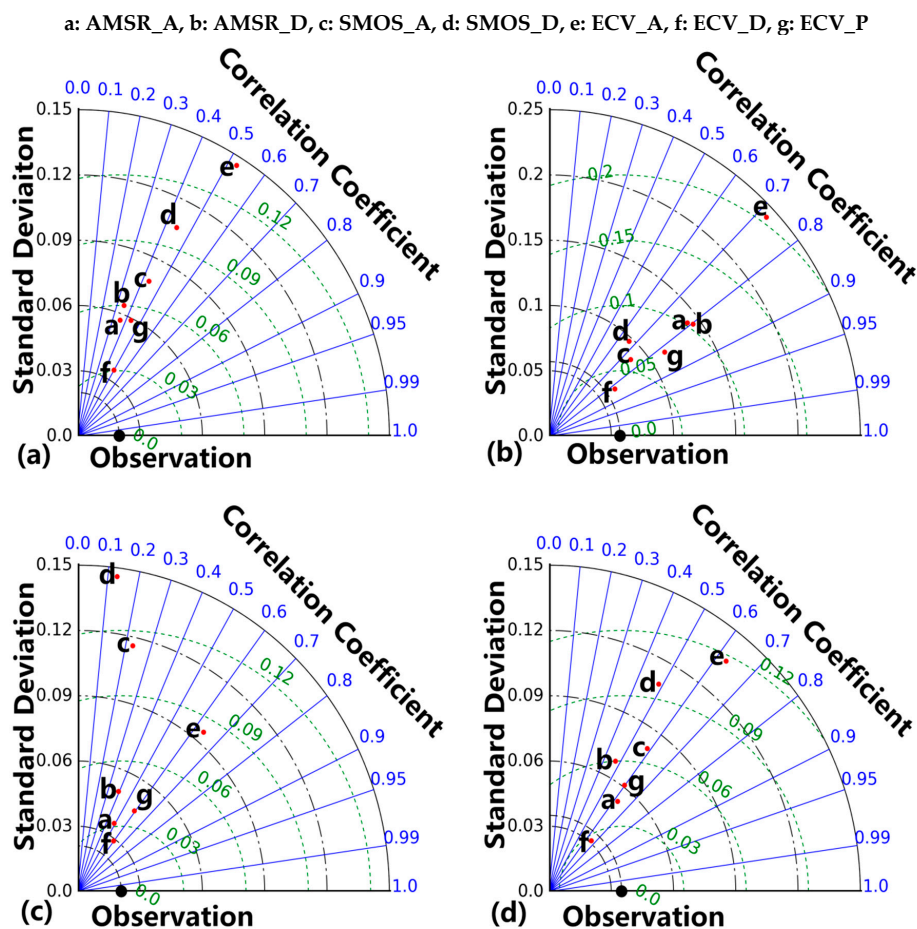 a: AMSR_A, b: AMSR_D, c: SMOS_A, d: SMOS_D, e: ECV_A, f: ECV_D, g: ECV_P
Correlation Coefficient
0.0 0.1 0.2 0.3 0.4 0.5 0.6 0.7 0.8 0.9 0.95 0.99 1.0
Standard Deviaiton
0.15
0.12
0.09
0.06
0.03
0.0
0.12
0.09
0.06
0.03
0.0
e
d
c
b
a g
f
(a) Observation
Correlation Coefficient
0.0 0.1 0.2 0.3 0.4 0.5 0.6 0.7 0.8 0.9 0.95 0.99 1.0
Standard Deviation
0.25
0.2
0.15
0.1
0.05
0.0
0.2
0.15
0.1
0.05
0.0
e
a b
d
c g
f
(b) Observation
Correlation Coefficient
0.0 0.1 0.2 0.3 0.4 0.5 0.6 0.7 0.8 0.9 0.95 0.99 1.0
Standard Deviation
0.15
0.12
0.09
0.06
0.03
0.0
0.12
0.09
0.06
0.03
0.0
d
c
e
b g
a
f
(c) Observation
Correlation Coefficient
0.0 0.1 0.2 0.3 0.4 0.5 0.6 0.7 0.8 0.9 0.95 0.99 1.0
Standard Deviation
0.15
0.12
0.09
0.06
0.03
0.0
0.12
0.09
0.06
0.03
0.0
e
d
c
b
g
a
f
(d) Observation